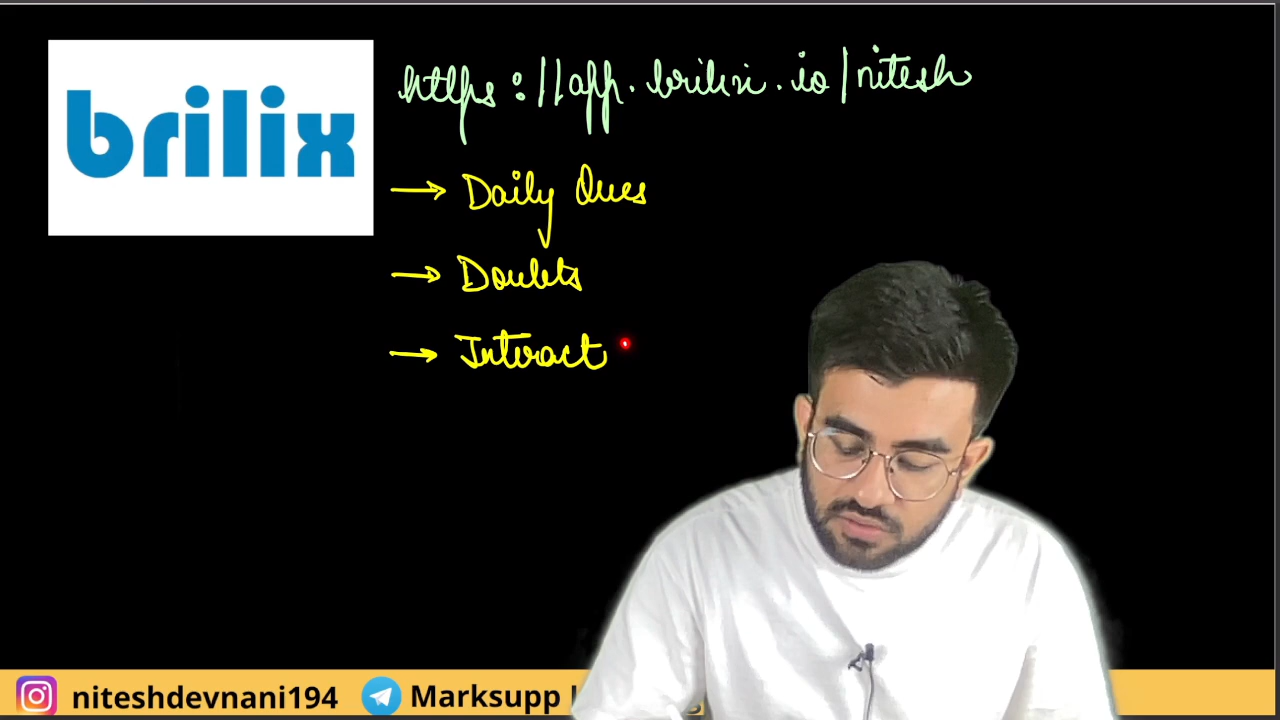 brilix
https://app.brilix.io/nitesh
→ Daily Ques
→ Doubts
→ Interact
niteshdevnani194
Marksupp